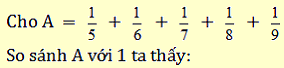 Cho A = 1/5 + 1/6 + 1/7 + 1/8 + 1/9
So sánh A với 1 ta thấy: